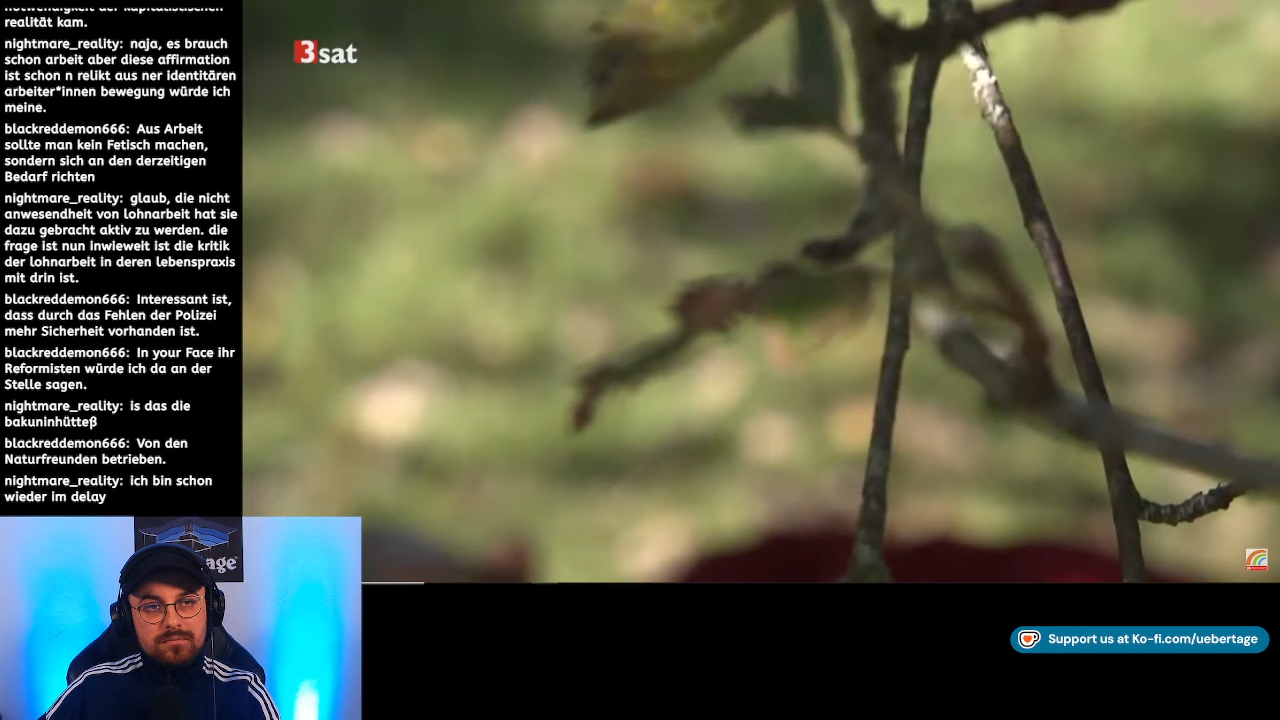 notwendigkeit der kapitalistischen
realität kam.
nightmare_reality: naja, es brauch
schon arbeit aber diese affirmation
ist schon n relikt aus ner identitären
arbeiter*innen bewegung würde ich
meine.
blackreddemon666: Aus Arbeit
sollte man kein Fetisch machen,
sondern sich an den derzeitigen
Bedarf richten
nightmare_reality: glaub, die nicht
anwesendheit von lohnarbeit hat sie
dazu gebracht aktiv zu werden. die
frage ist nun inwieweit ist die kritik
der lohnarbeit in deren lebenspraxis
mit drin ist.
blackreddemon666: Interessant ist,
dass durch das Fehlen der Polizei
mehr Sicherheit vorhanden ist.
blackreddemon666: In your Face ihr
Reformisten würde ich da an der
Stelle sagen.
nightmare_reality: is das die
bakuninhütteß
blackreddemon666: Von den
Naturfreunden betrieben.
nightmare_reality: ich bin schon
wieder im delay
3sat
age
Support us at Ko-fi.com/uebertage